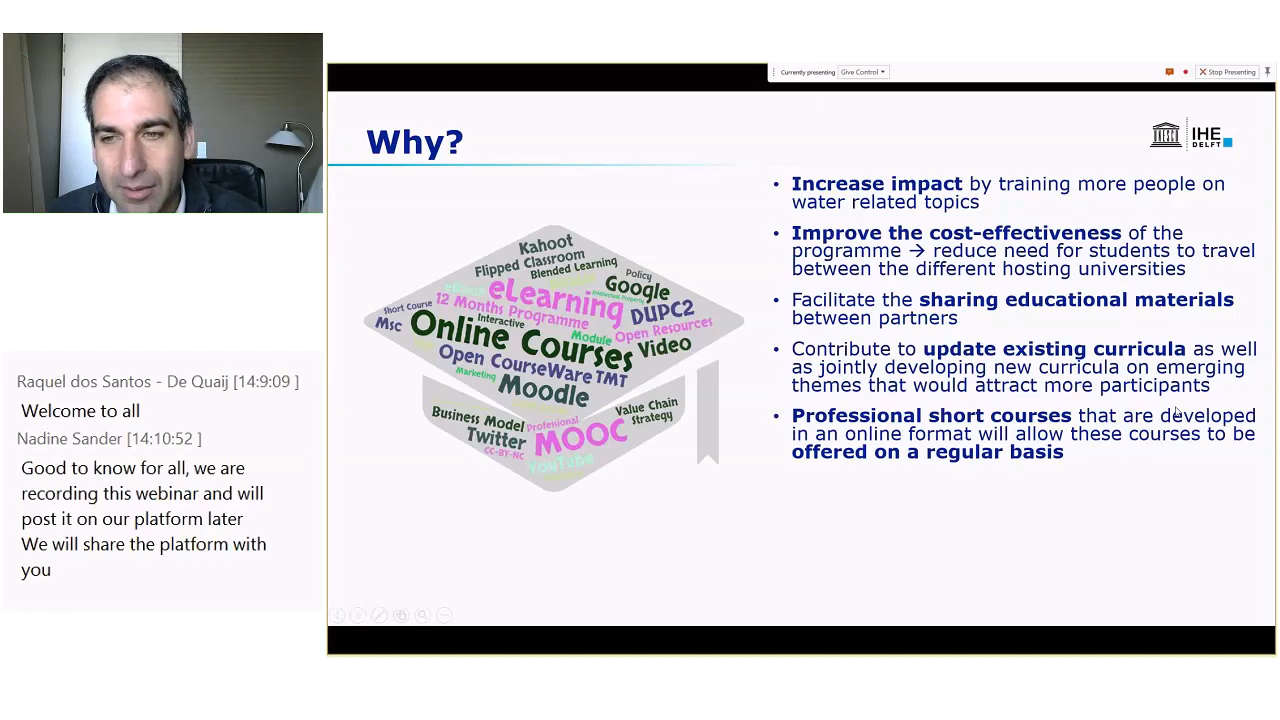 Currently presenting
Give Control
Stop Presenting
Why?
UNESCO
IHE
DELFT
Kahoot
Flipped Classroom
Blended Learning
Policy
Google
eLearning
Intellectual Property
eBook
Short Course
12 Months Programme
DUPC2
Msc
Online Courses
Interactive
Module
Open Resources
Video
Open CourseWare
TMT
Marketing
Moodle
Business Model
Professional
Value Chain
Strategy
Twitter
MOOC
CC-BY-NC
YouTube
• Increase impact by training more people on
water related topics
• Improve the cost-effectiveness of the
programme → reduce need for students to travel
between the different hosting universities
• Facilitate the sharing educational materials
between partners
• Contribute to update existing curricula as well
as jointly developing new curricula on emerging
themes that would attract more participants
• Professional short courses that are developed
in an online format will allow these courses to be
offered on a regular basis
Raquel dos Santos - De Quaij [14:9:09 ]
Welcome to all
Nadine Sander [14:10:52 ]
Good to know for all, we are
recording this webinar and will
post it on our platform later
We will share the platform with
you